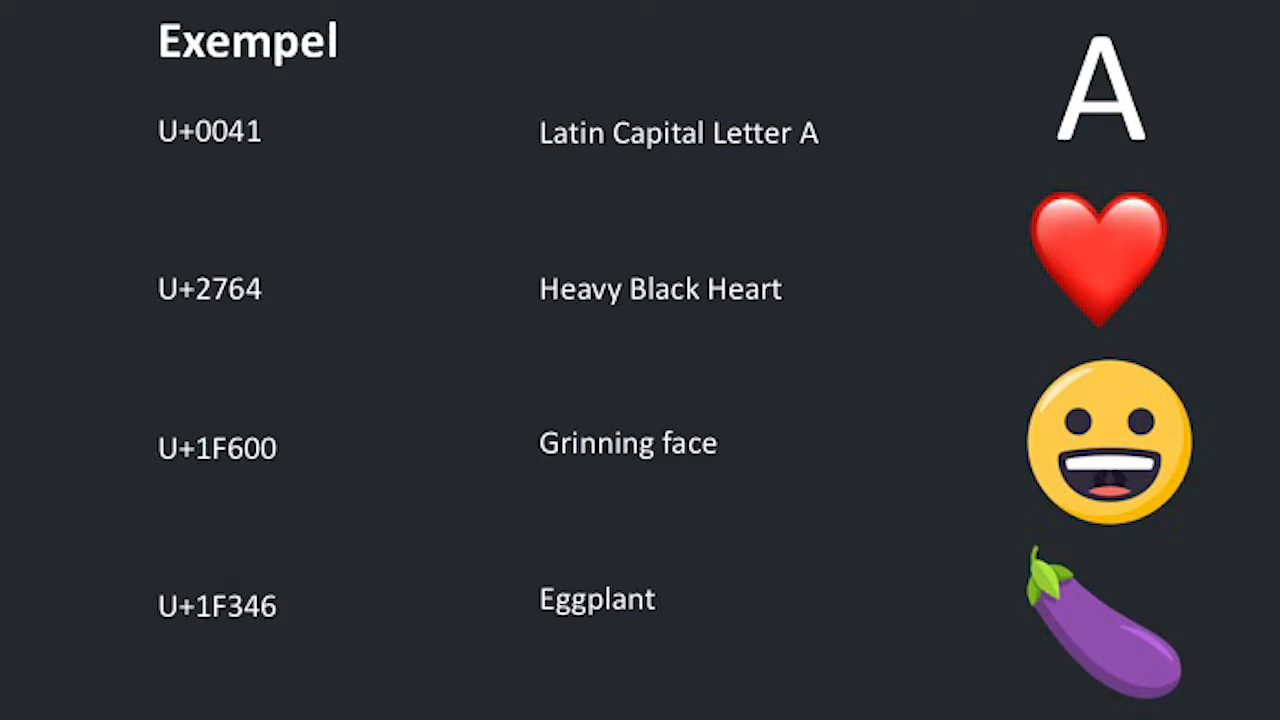 Exempel
U+0041 Latin Capital Letter A A
U+2764 Heavy Black Heart
U+1F600 Grinning face
U+1F346 Eggplant